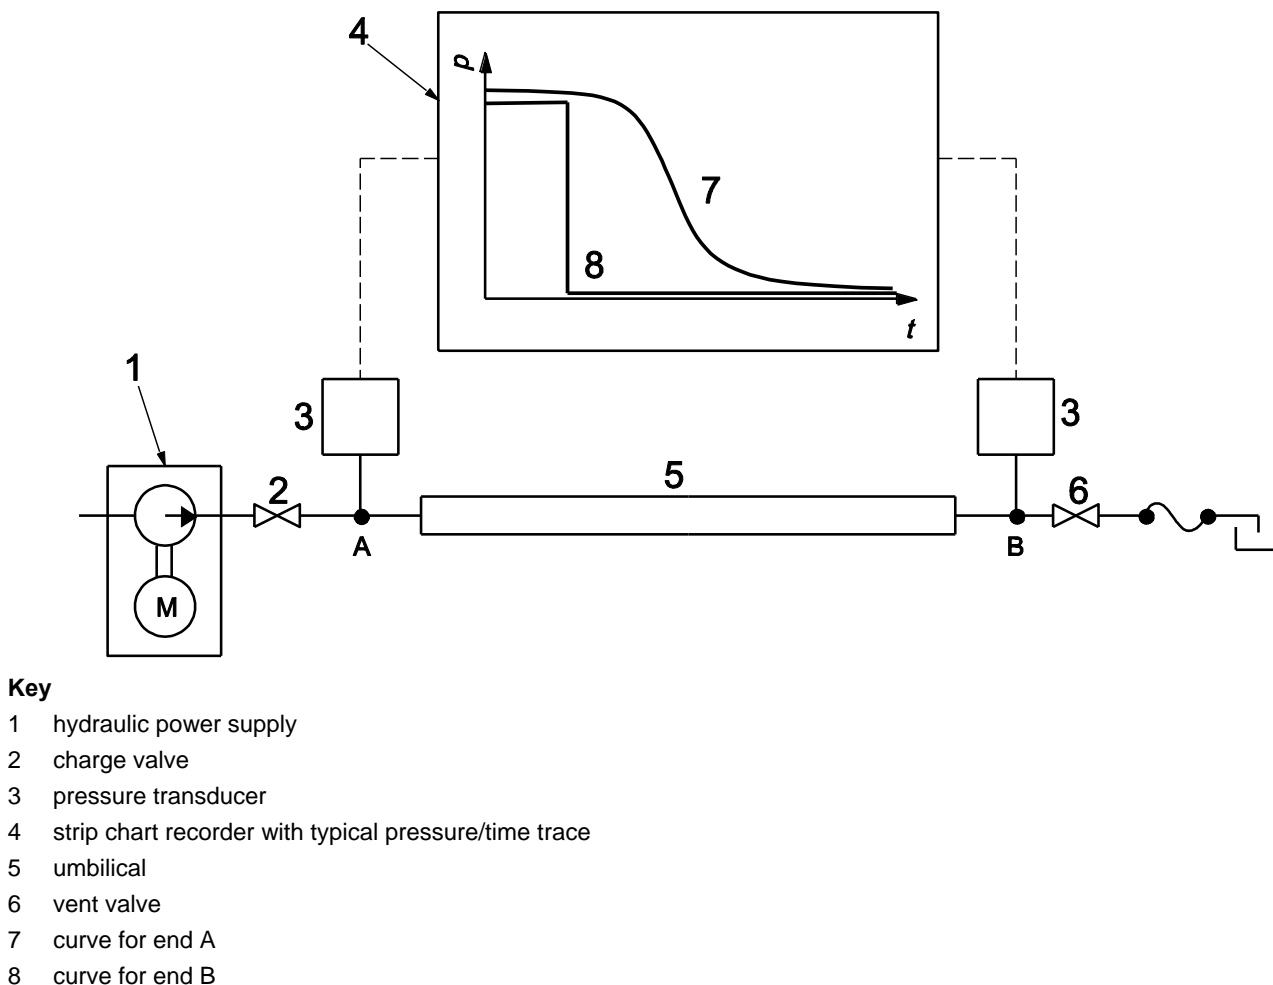 4
p
7
8
t
1
3
3
2
5
6
A
B
M
Key
1 hydraulic power supply
2 charge valve
3 pressure transducer
4 strip chart recorder with typical pressure/time trace
5 umbilical
6 vent valve
7 curve for end A
8 curve for end B